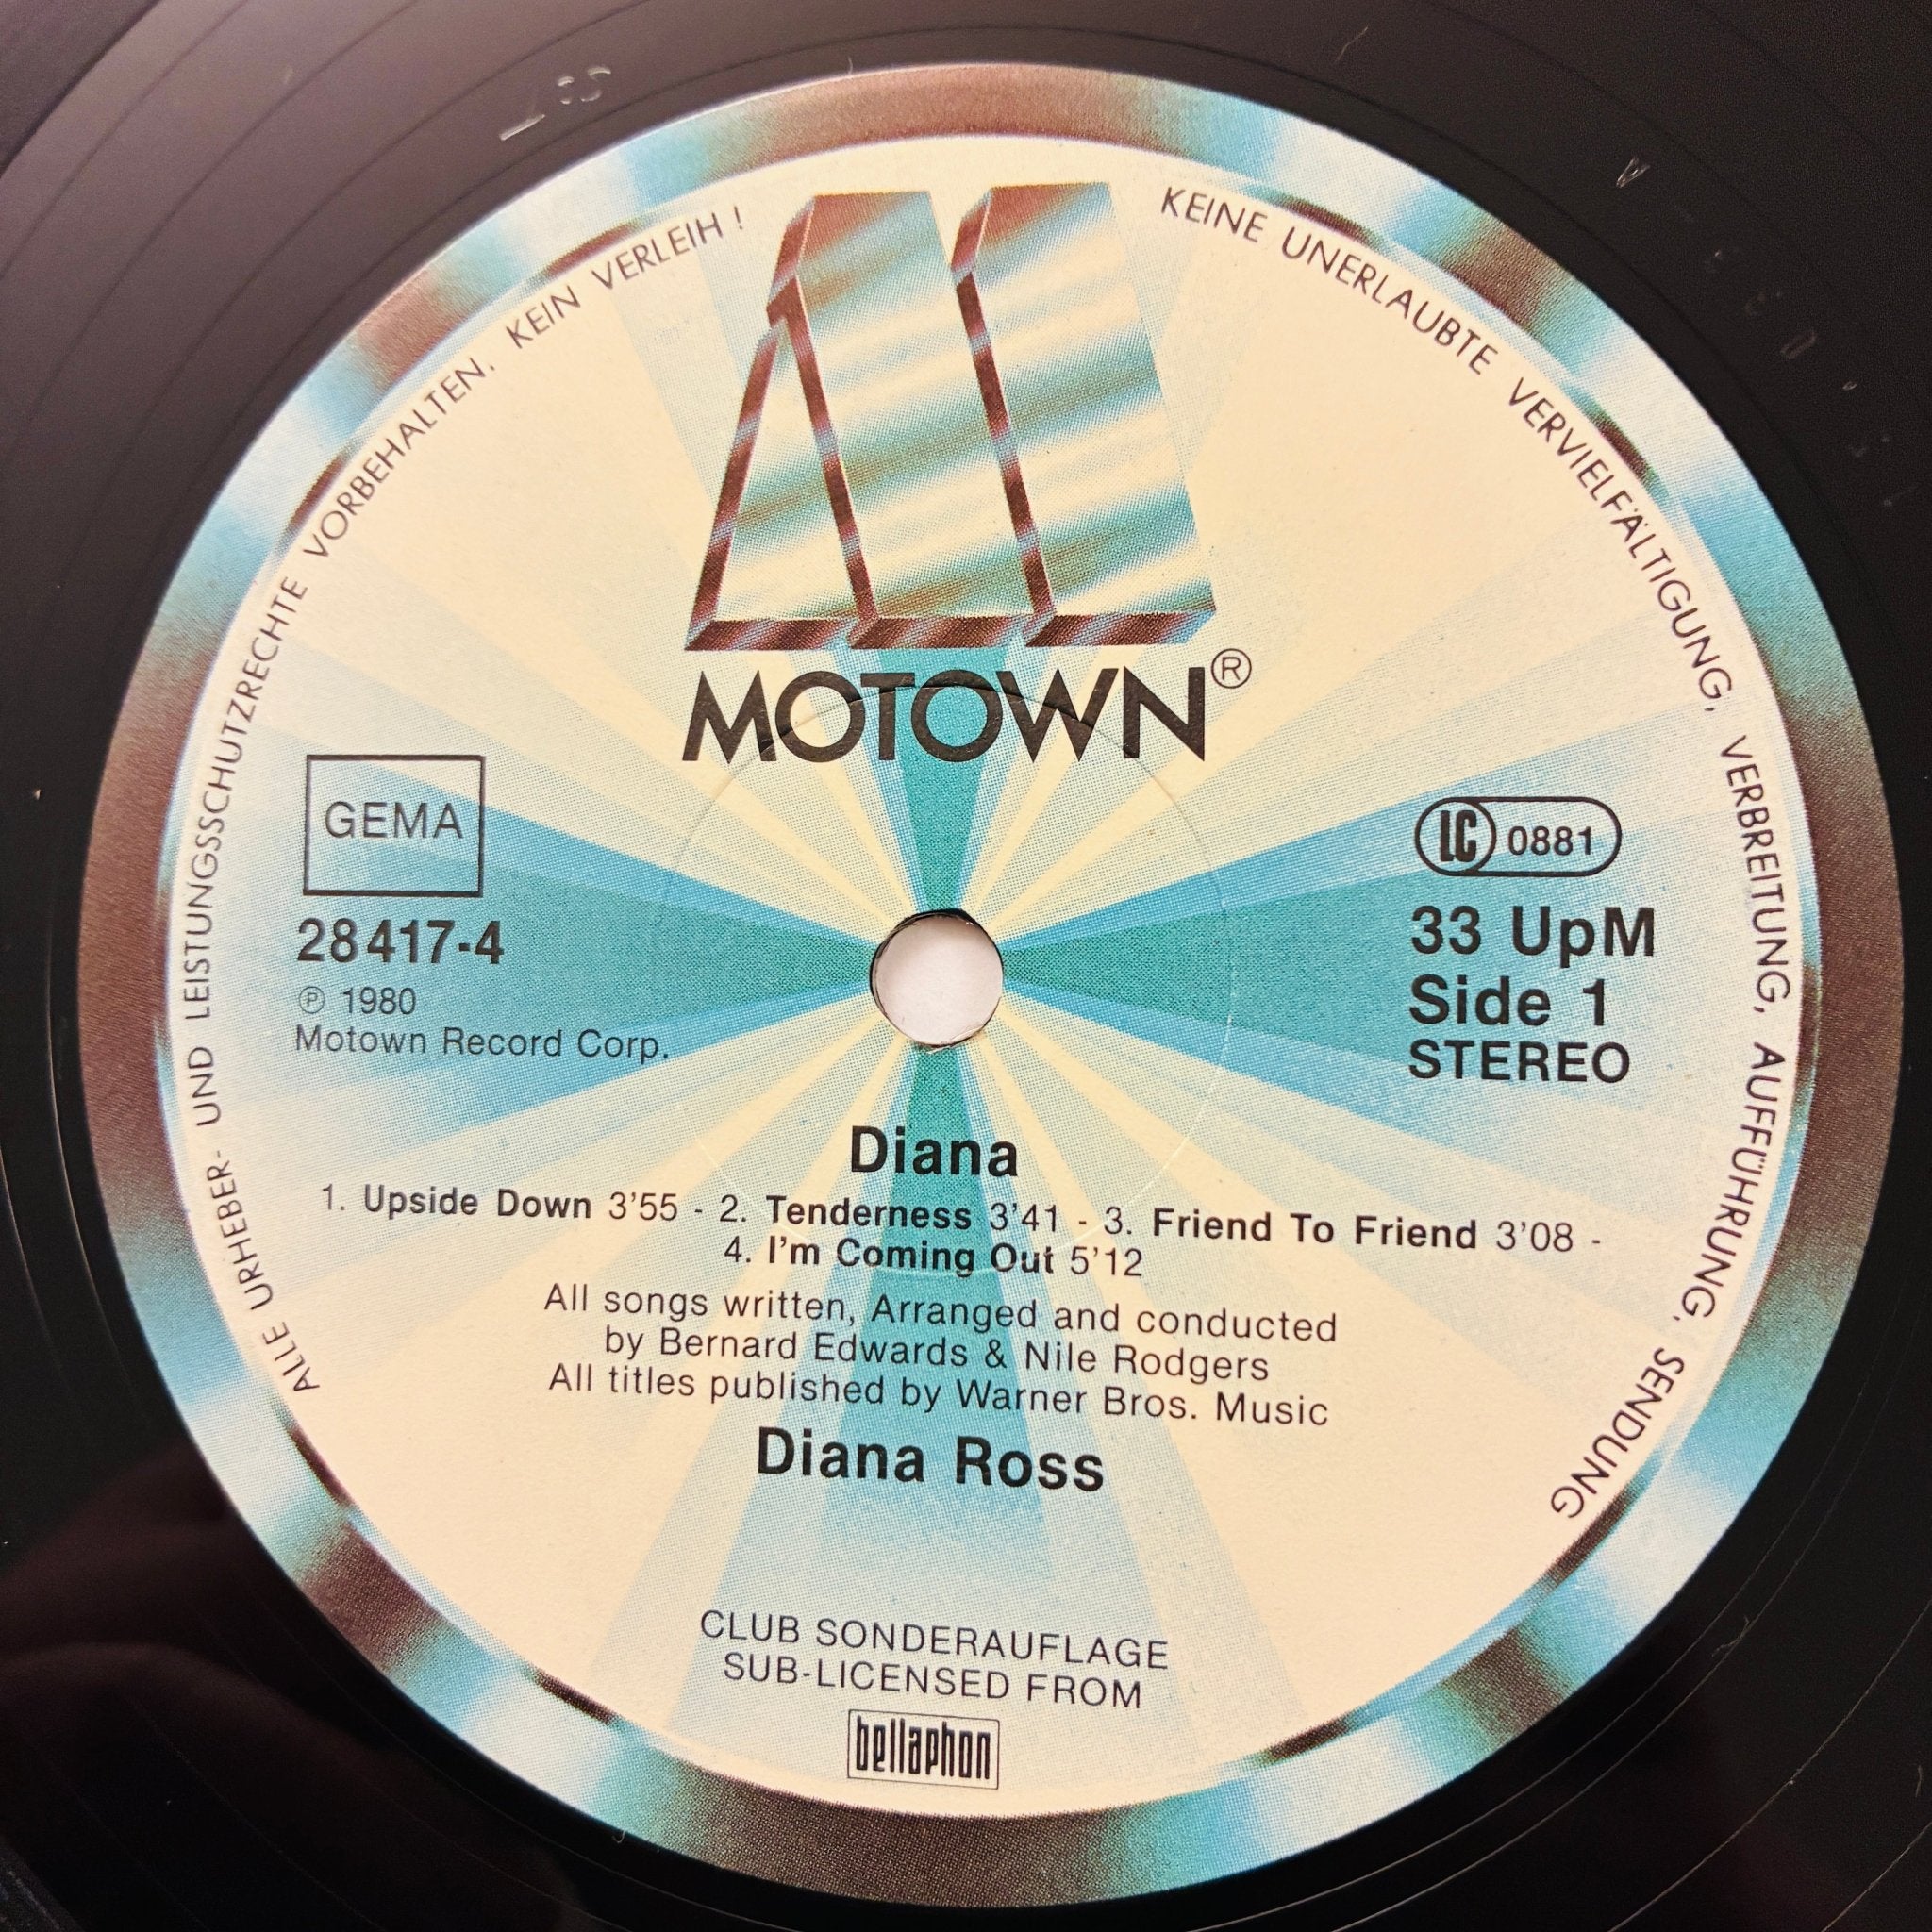 ALLE URHEBER- UND LEISTUNGSSCHUTZRECHTE VORBEHALTEN. KEIN VERLEIH !
KEINE UNERLAUBTE VERVIELFÄLTIGUNG, VERBREITUNG, AUFFÜHRUNG, SENDUNG
MOTOWN®
GEMA
28 417-4
℗ 1980
Motown Record Corp.
LC 0881
33 UpM
Side 1
STEREO
Diana
1. Upside Down 3'55 - 2. Tenderness 3'41 - 3. Friend To Friend 3'08 -
4. I'm Coming Out 5'12
All songs written, Arranged and conducted
by Bernard Edwards & Nile Rodgers
All titles published by Warner Bros. Music
Diana Ross
CLUB SONDERAUFLAGE
SUB-LICENSED FROM
bellaphon